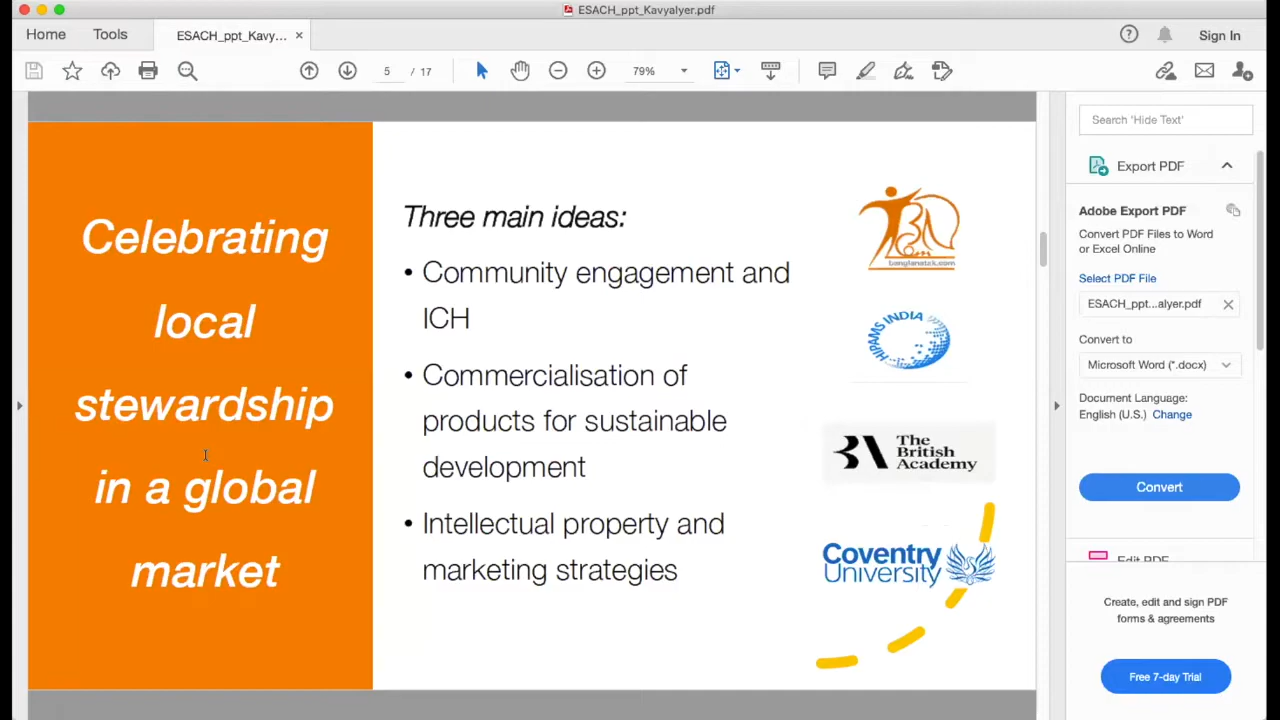 ESACH_ppt_KavyaIyer.pdf
Home
Tools
ESACH_ppt_Kavy...
Sign In
5 / 17
79%
Celebrating
local
stewardship
in a global
market
Three main ideas:
• Community engagement and
ICH
• Commercialisation of
products for sustainable
development
• Intellectual property and
marketing strategies
banglanatak.com
HIPAMS INDIA
The
British
Academy
Coventry
University
Search 'Hide Text'
Export PDF
Adobe Export PDF
Convert PDF Files to Word
or Excel Online
Select PDF File
ESACH_ppt...alyer.pdf
Convert to
Microsoft Word (*.docx)
Document Language:
English (U.S.) Change
Convert
Edit PDF
Create, edit and sign PDF
forms & agreements
Free 7-day Trial